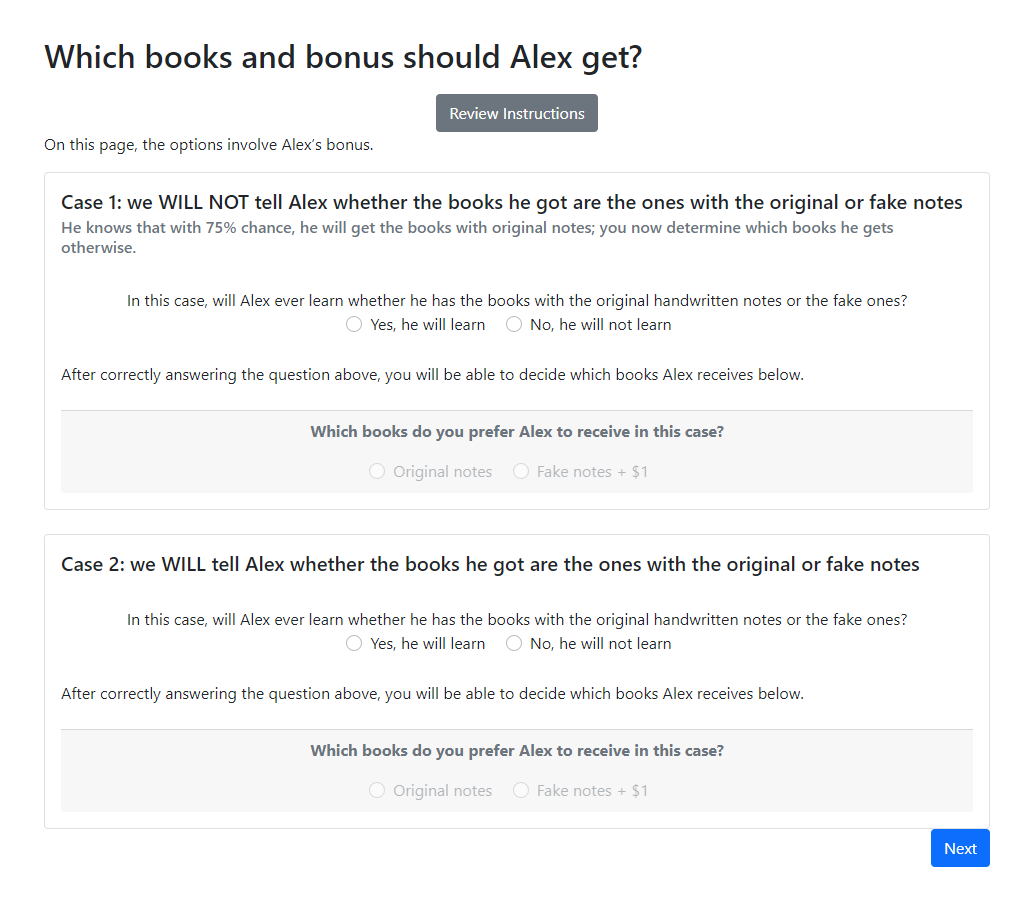 Which books and bonus should Alex get?
Review Instructions
On this page, the options involve Alex’s bonus.
Case 1: we WILL NOT tell Alex whether the books he got are the ones with the original or fake notes
He knows that with 75% chance, he will get the books with original notes; you now determine which books he gets
otherwise.
In this case, will Alex ever learn whether he has the books with the original handwritten notes or the fake ones?
Yes, he will learn No, he will not learn
After correctly answering the question above, you will be able to decide which books Alex receives below.
Which books do you prefer Alex to receive in this case?
Original notes Fake notes + $1
Case 2: we WILL tell Alex whether the books he got are the ones with the original or fake notes
In this case, will Alex ever learn whether he has the books with the original handwritten notes or the fake ones?
Yes, he will learn No, he will not learn
After correctly answering the question above, you will be able to decide which books Alex receives below.
Which books do you prefer Alex to receive in this case?
Original notes Fake notes + $1
Next